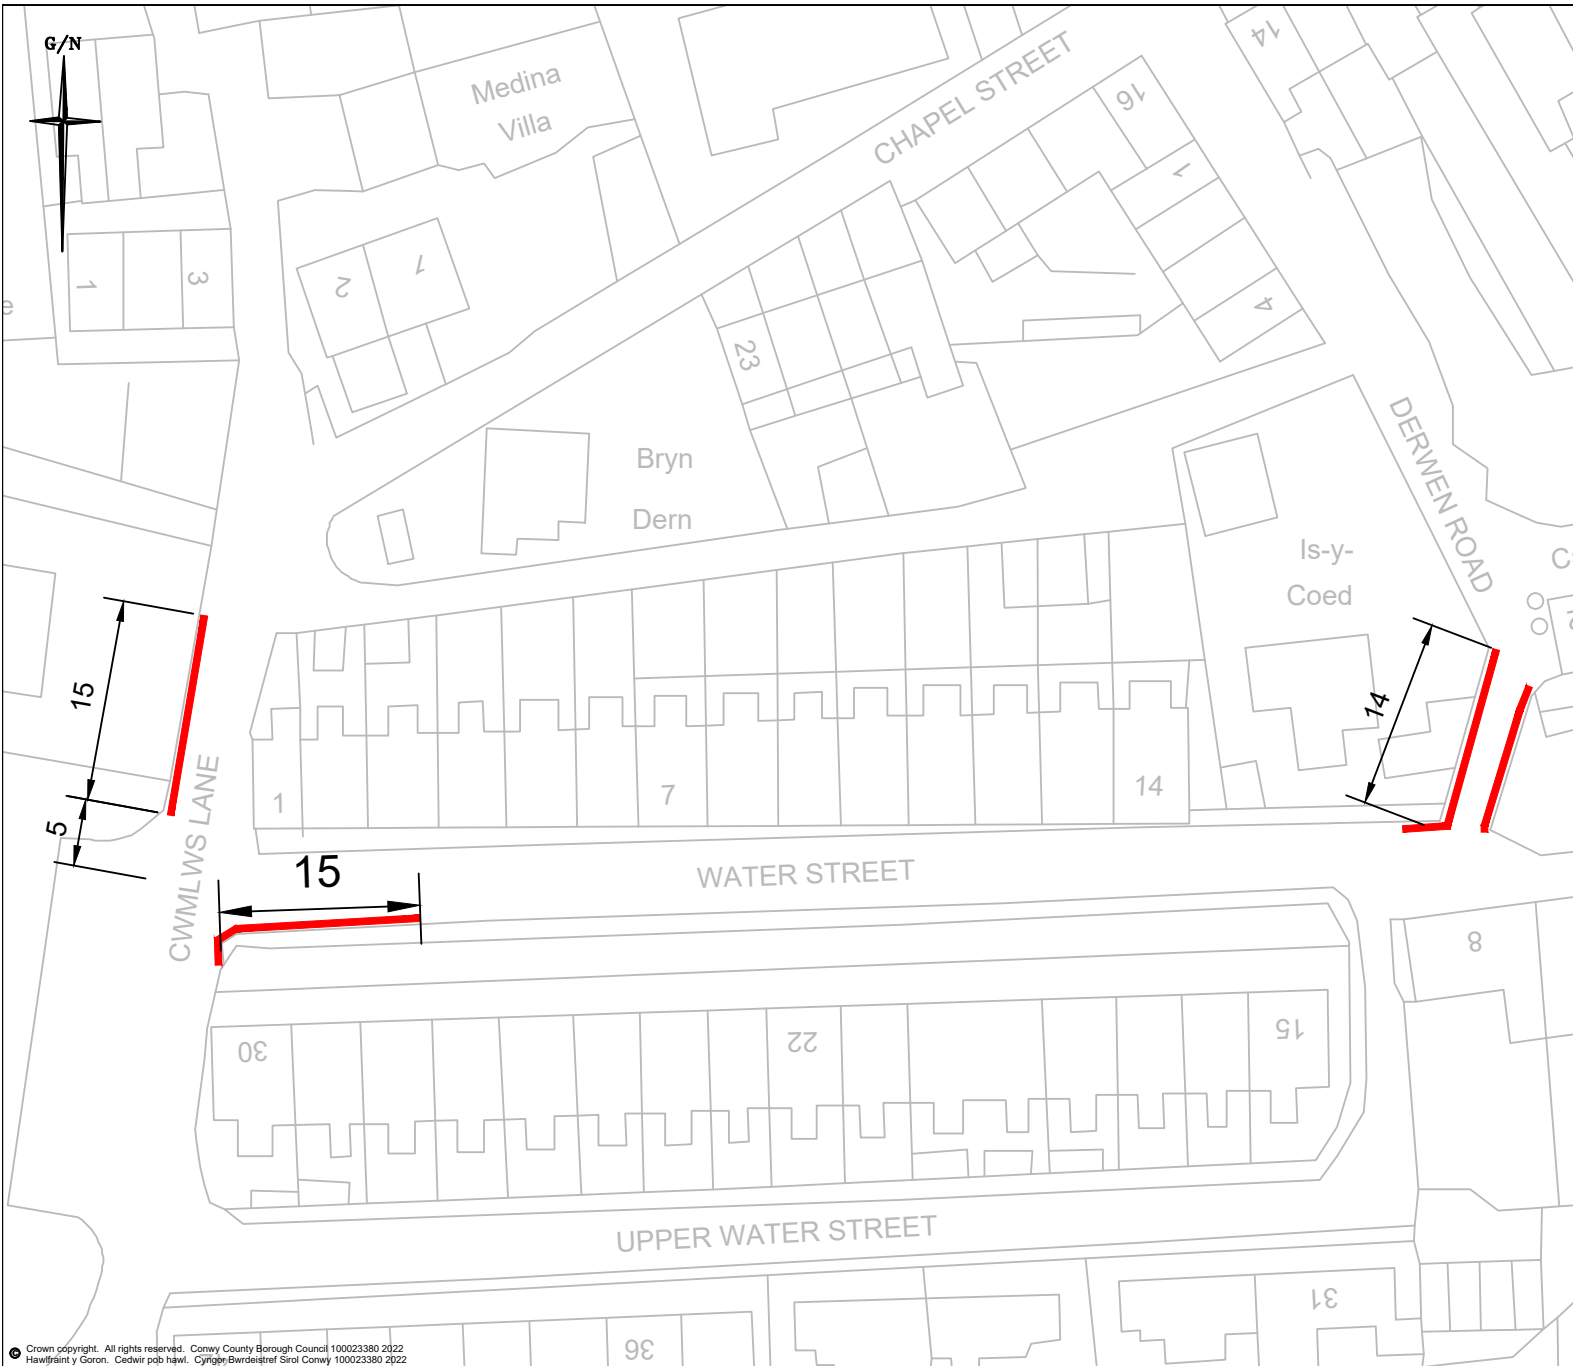 G/N
14
Medina
Villa
CHAPEL STREET
16
1
1
3
2
1
4
23
DERWEN ROAD
Bryn
Dern
Is-y-
Coed
15
14
5
CWMLWS LANE
1
7
14
15
WATER STREET
8
30
22
15
UPPER WATER STREET
31
36
Crown copyright. All rights reserved. Conwy County Borough Council 100023380 2022
Hawlfraint y Goron. Cedwir pob hawl. Cyngor Bwrdeistref Sirol Conwy 100023380 2022